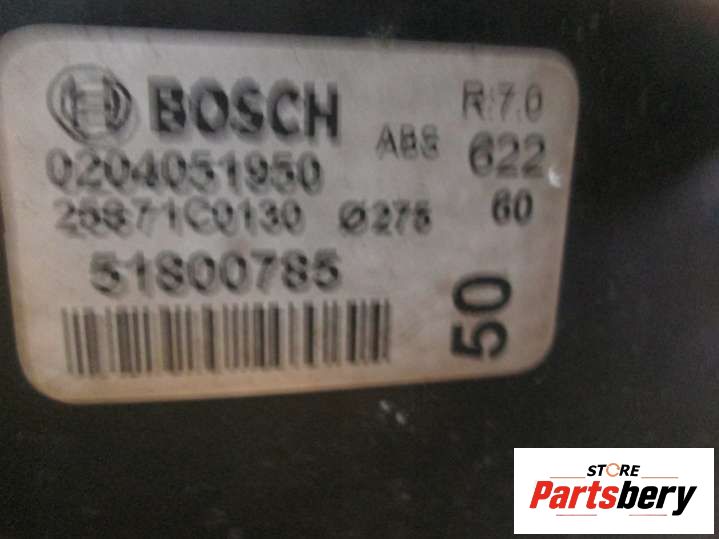 BOSCH R:7.0
0204051950 ABS 622
25871C0130 Ø275 60
51800785
50
STORE
Partsbery